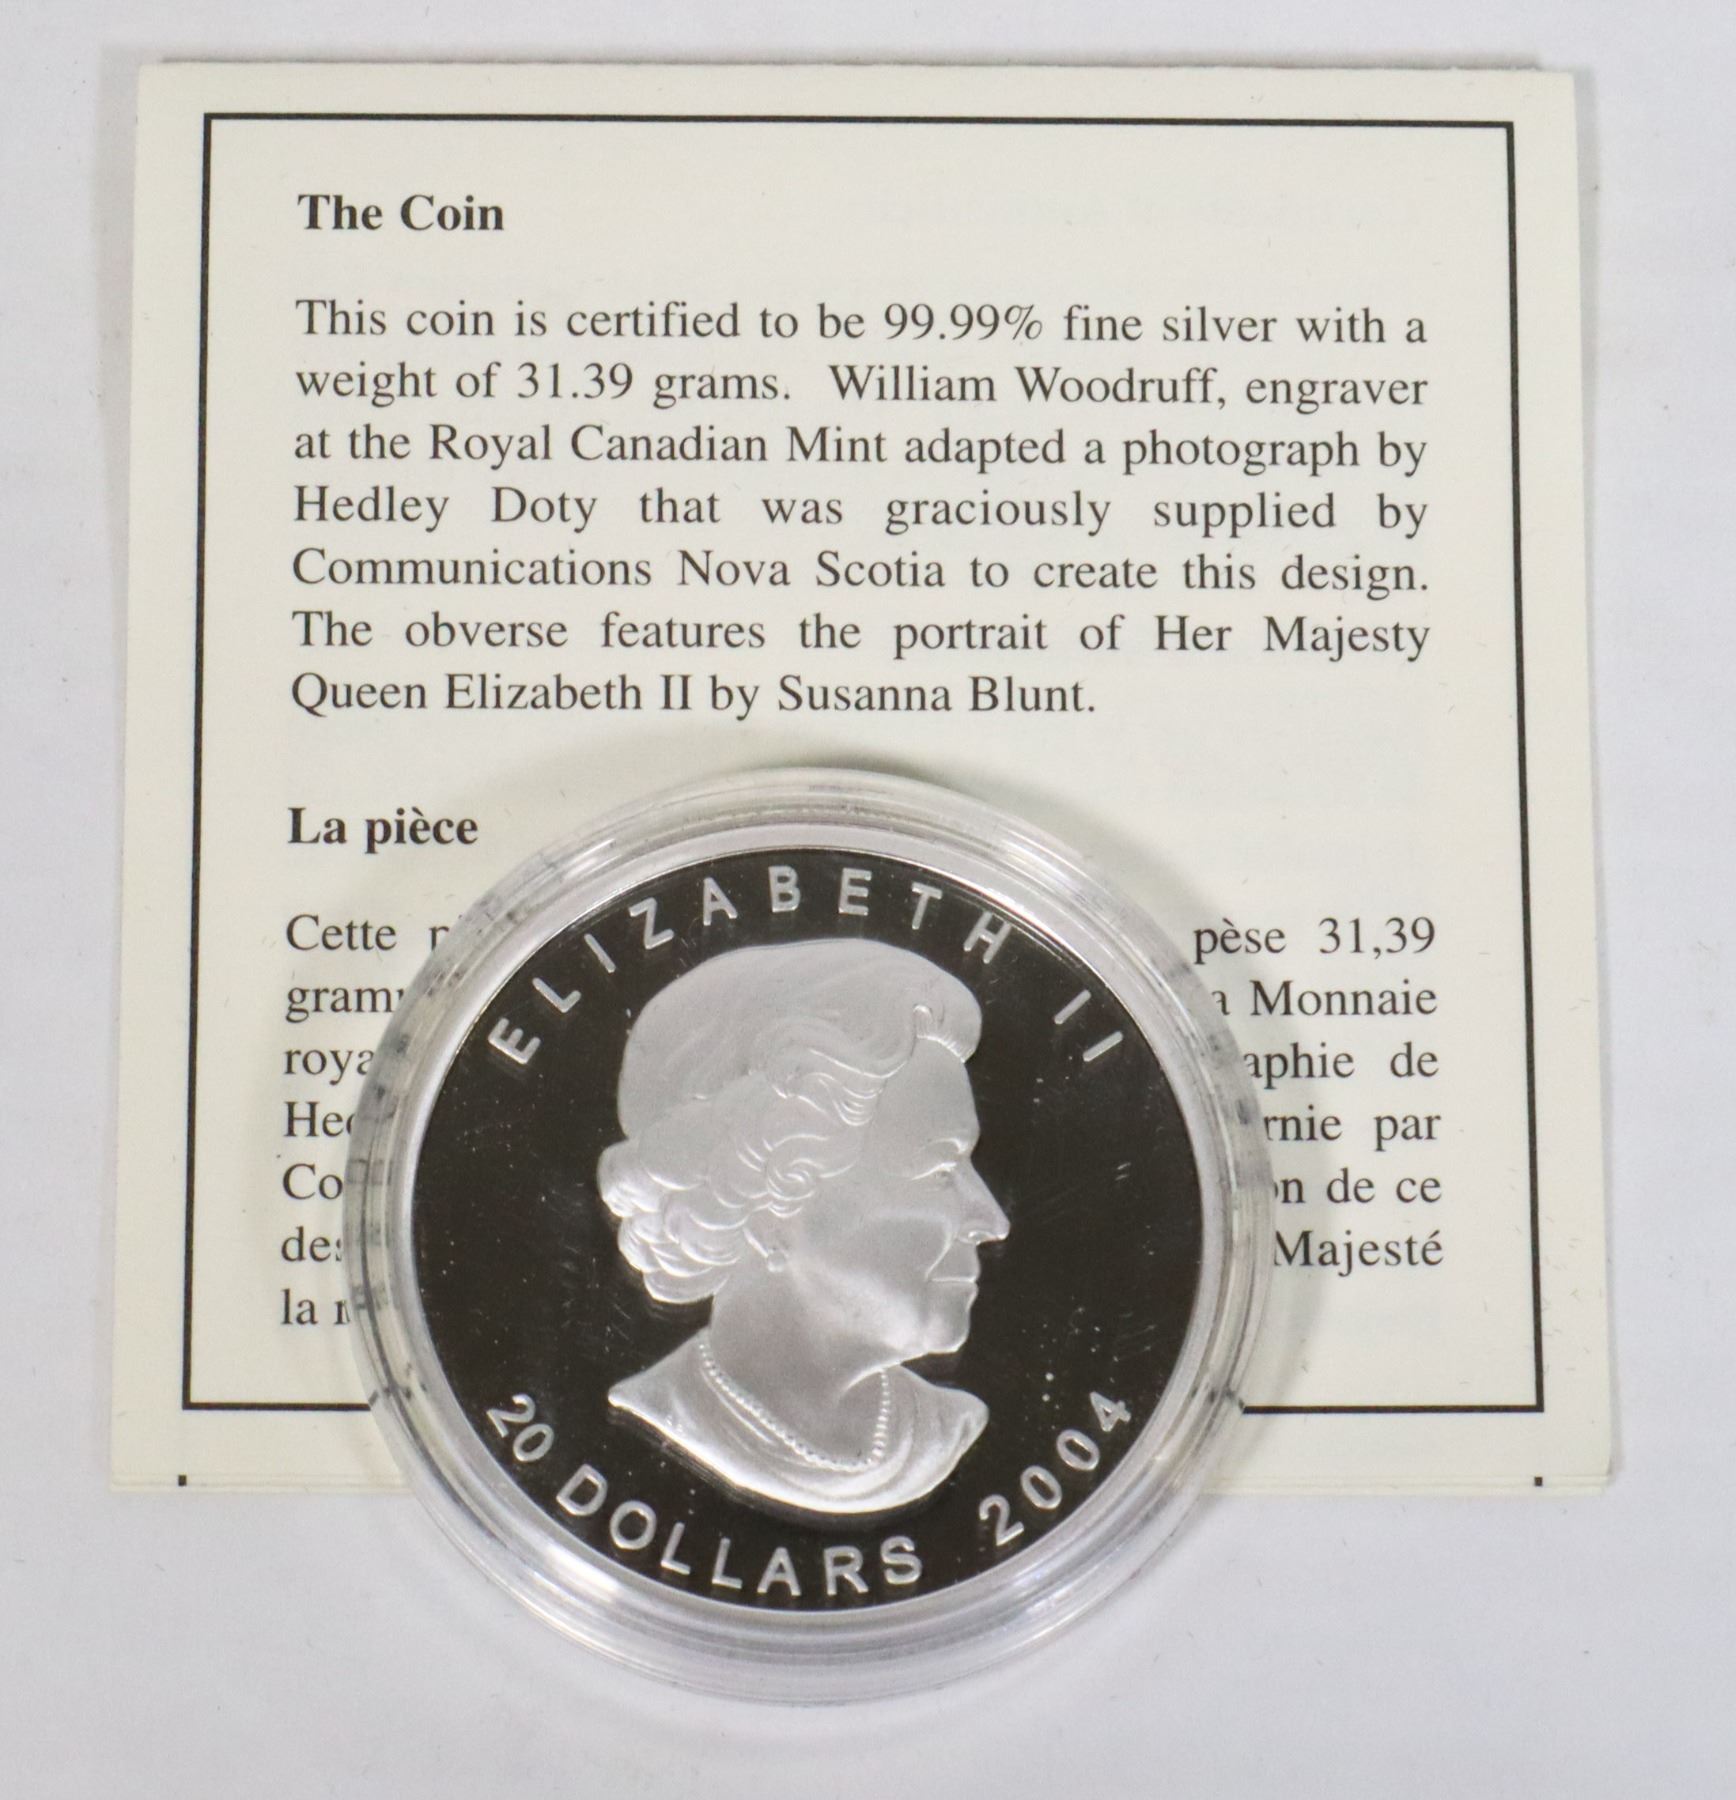 The Coin
This coin is certified to be 99.99% fine silver with a
weight of 31.39 grams. William Woodruff, engraver
at the Royal Canadian Mint adapted a photograph by
Hedley Doty that was graciously supplied by
Communications Nova Scotia to create this design.
The obverse features the portrait of Her Majesty
Queen Elizabeth II by Susanna Blunt.
La pièce
Cette pèse 31,39
Monnaie
de
par
de ce
Majesté
la
ELIZABETH II
20 DOLLARS 2004